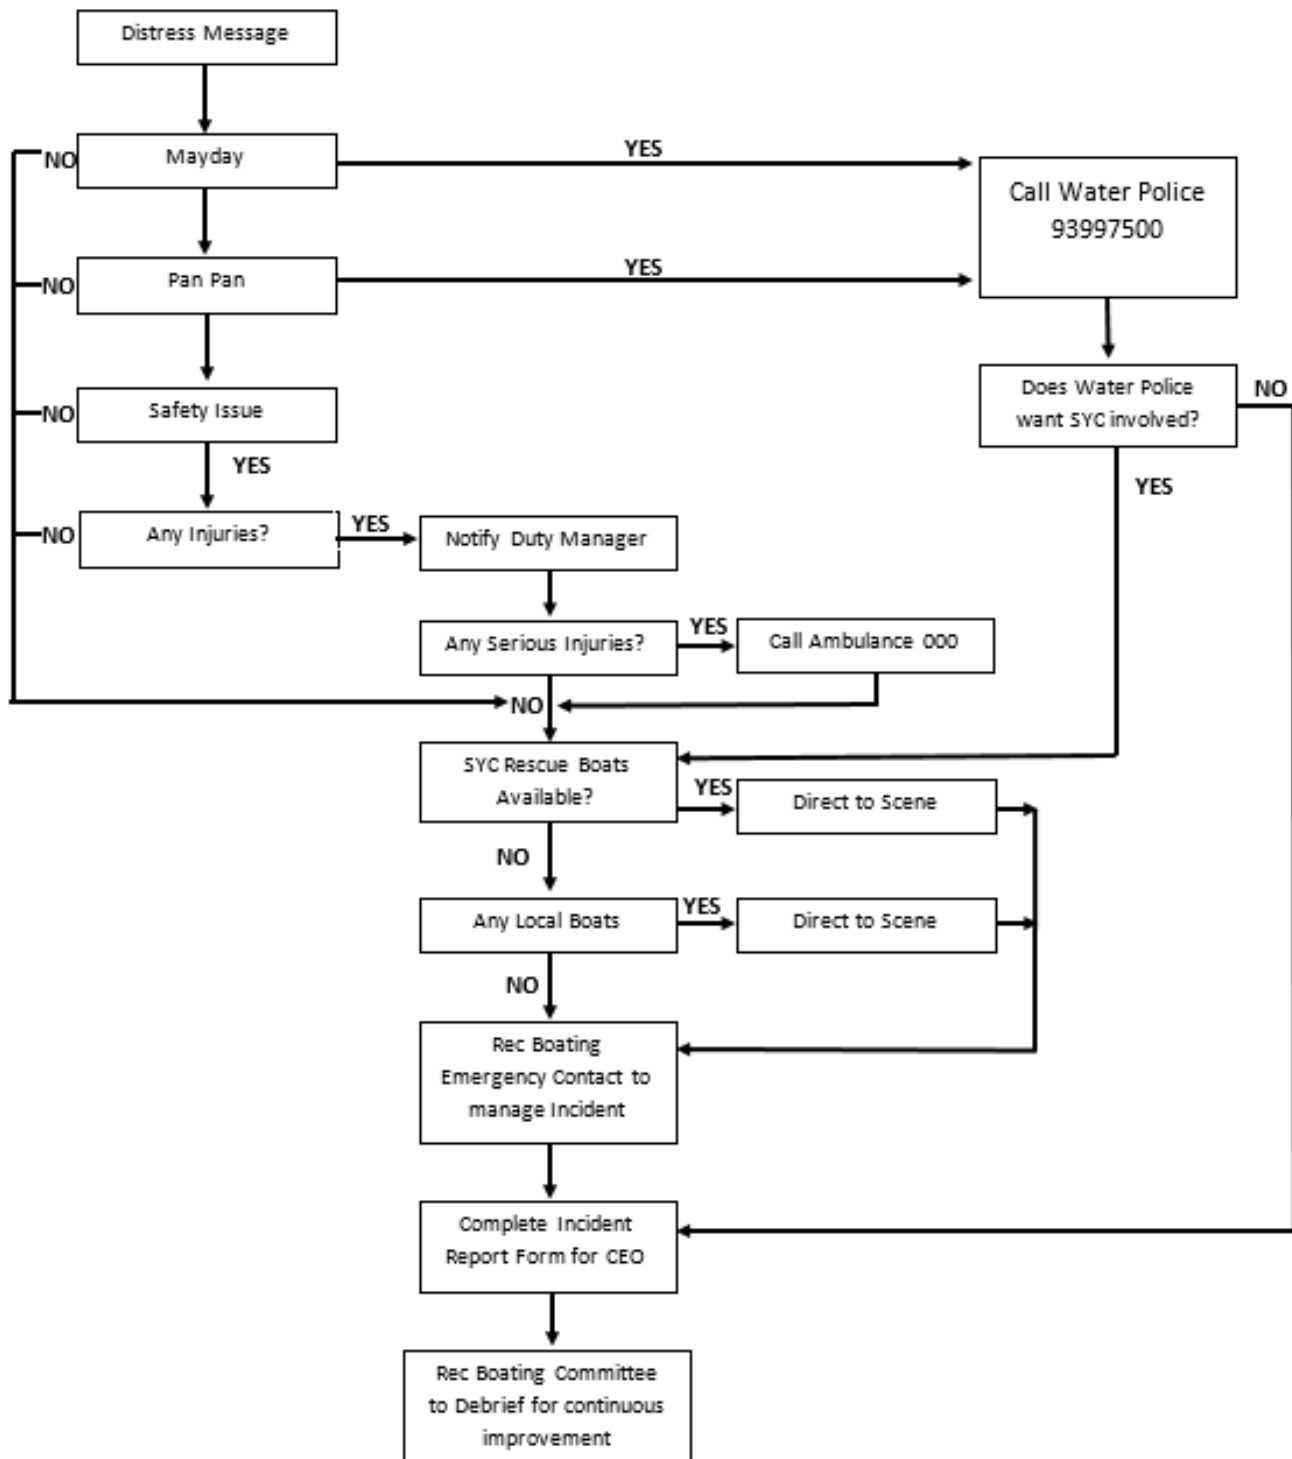 Distress Message
NO
Mayday
YES
Call Water Police
93997500
NO
Pan Pan
YES
NO
Safety Issue
YES
Does Water Police
want SYC involved?
NO
YES
NO
Any Injuries?
YES
Notify Duty Manager
Any Serious Injuries?
YES
Call Ambulance 000
NO
SYC Rescue Boats
Available?
YES
Direct to Scene
NO
Any Local Boats
YES
Direct to Scene
NO
Rec Boating
Emergency Contact to
manage Incident
Complete Incident
Report Form for CEO
Rec Boating Committee
to Debrief for continuous
improvement